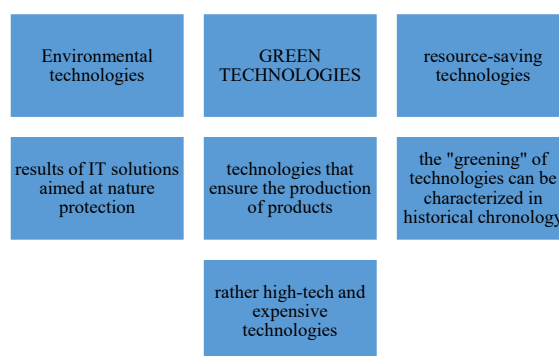 Environmental
technologies
GREEN
TECHNOLOGIES
resource-saving
technologies
results of IT solutions
aimed at nature
protection
technologies that
ensure the production
of products
the "greening" of
technologies can be
characterized in
historical chronology
rather high-tech and
expensive
technologies